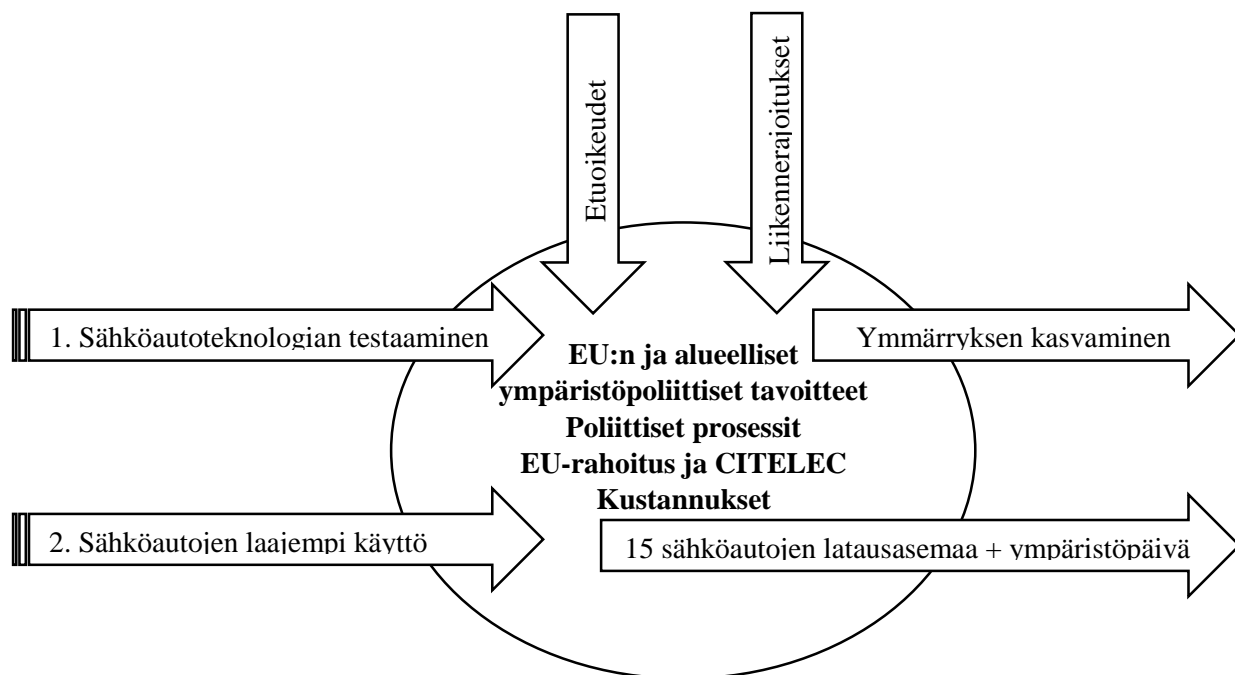 Etuoikeudet
Liikennerajoitukset
1. Sähköautoteknologian testaaminen
Ymmärryksen kasvaminen
EU:n ja alueelliset
ympäristöpoliittiset tavoitteet
Poliittiset prosessit
EU-rahoitus ja CITELEC
Kustannukset
2. Sähköautojen laajempi käyttö
15 sähköautojen latausasemaa + ympäristöpäivä